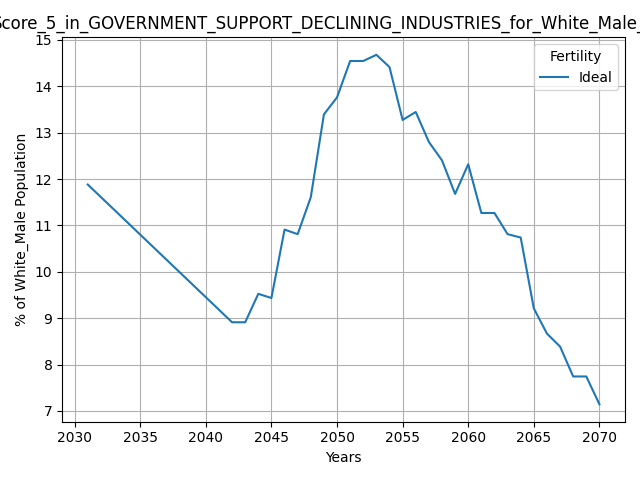 Score_5_in_GOVERNMENT_SUPPORT_DECLINING_INDUSTRIES_for_White_Male_
Fertility
Ideal
% of White_Male Population
15
14
13
12
11
10
9
8
7
2030 2035 2040 2045 2050 2055 2060 2065 2070
Years